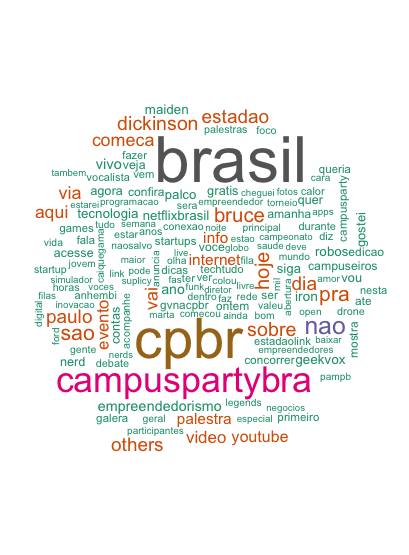 maiden
dickinson estadao
palestras foco
comeca
fazer
vivo veja
brasil
queria
tambem vocalista vem
cara
estarei programacao
agora confira palco
gratis cheguei fotos calor
via
sera empreendedor torneio quer
campusparty
gostei
aqui tecnologia netflixbrasil bruce amanha apps
tudo semana conexao noite principal durante
games estar anos
vida fala naosalvo startups info estao campeonato diz
acesse
caiquegama
maior live voce globo
saude deve robosedicao
startup jovem link pode dicas techtudo
olha internet fila
hoje
mundo
siga campuseiros
simulador suplicy faster ver colou
mil
amor vou
horas voces
anuncia
ano funk diretor livre
abertura
dia
nesta
filas anhembi
vai
gvnacpbr dentro faz rede ser iron pra ate
digital
inovacao
evento
contas
acompanhe
marta comecou ontem valeu
ainda bom
open drone
paulo
sao
cpbr
sobre nao
mostra
ford
gente
estadaolink baixar
nerds
empreendedores
nerd debate
concorrer geekvox
campuspartybra
pampb
empreendedorismo legends negocios
galera geral palestra especial primeiro
participantes
others video youtube